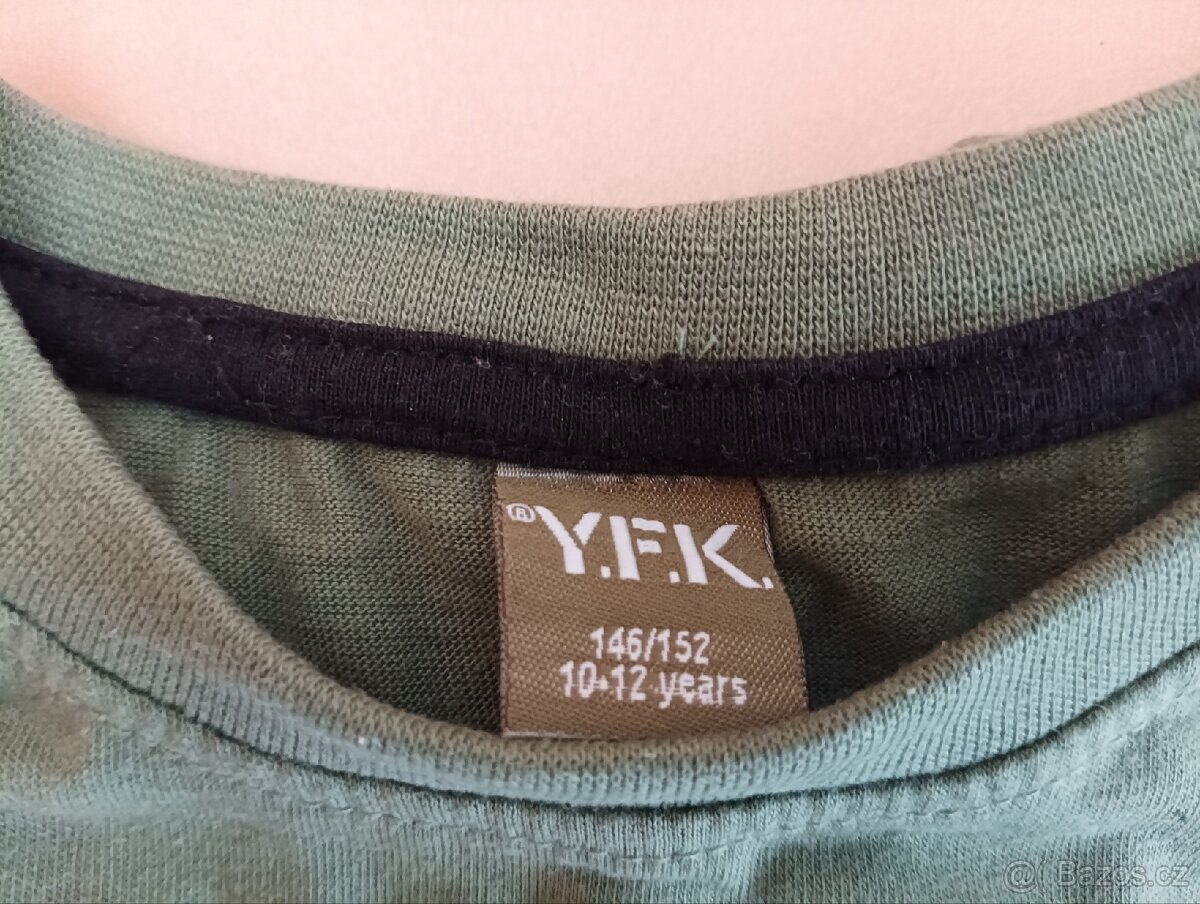 ® Y.F.K.
146/152
10-12 years
@ Bazos.cz